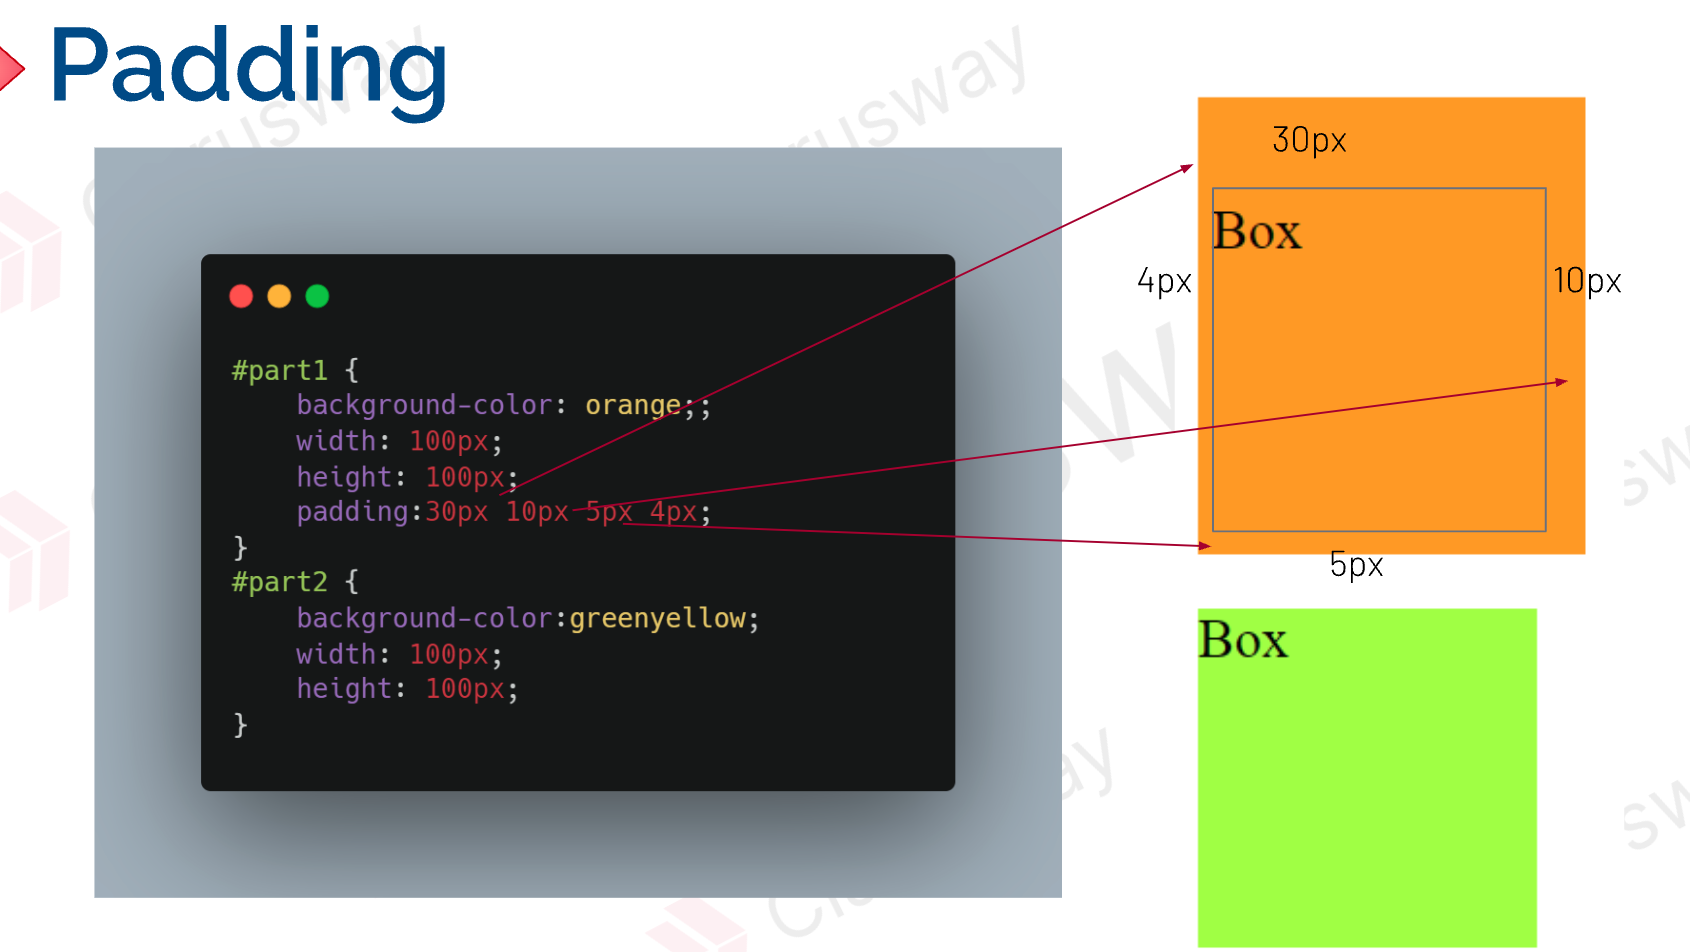 Padding
#part1 {
background-color: orange;;
width: 100px;
height: 100px;
padding:30px 10px 5px 4px;
}
#part2 {
background-color:greenyellow;
width: 100px;
height: 100px;
}
30px
Box
4px
10px
5px
Box
Clarusway